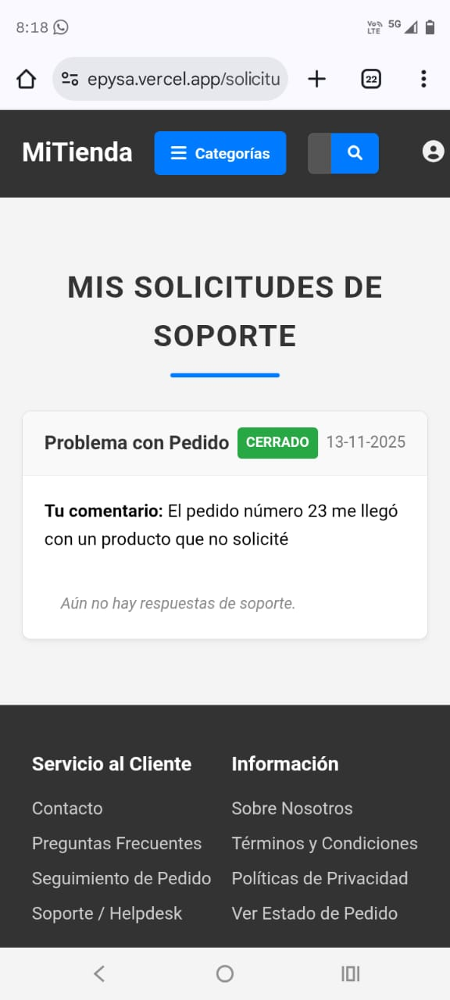 8:18
Vo LTE 5G
epysa.vercel.app/solicitu
22
MiTienda
Categorías
MIS SOLICITUDES DE
SOPORTE
Problema con Pedido CERRADO 13-11-2025
Tu comentario: El pedido número 23 me llegó
con un producto que no solicité
Aún no hay respuestas de soporte.
Servicio al Cliente
Contacto
Preguntas Frecuentes
Seguimiento de Pedido
Soporte / Helpdesk
Información
Sobre Nosotros
Términos y Condiciones
Políticas de Privacidad
Ver Estado de Pedido